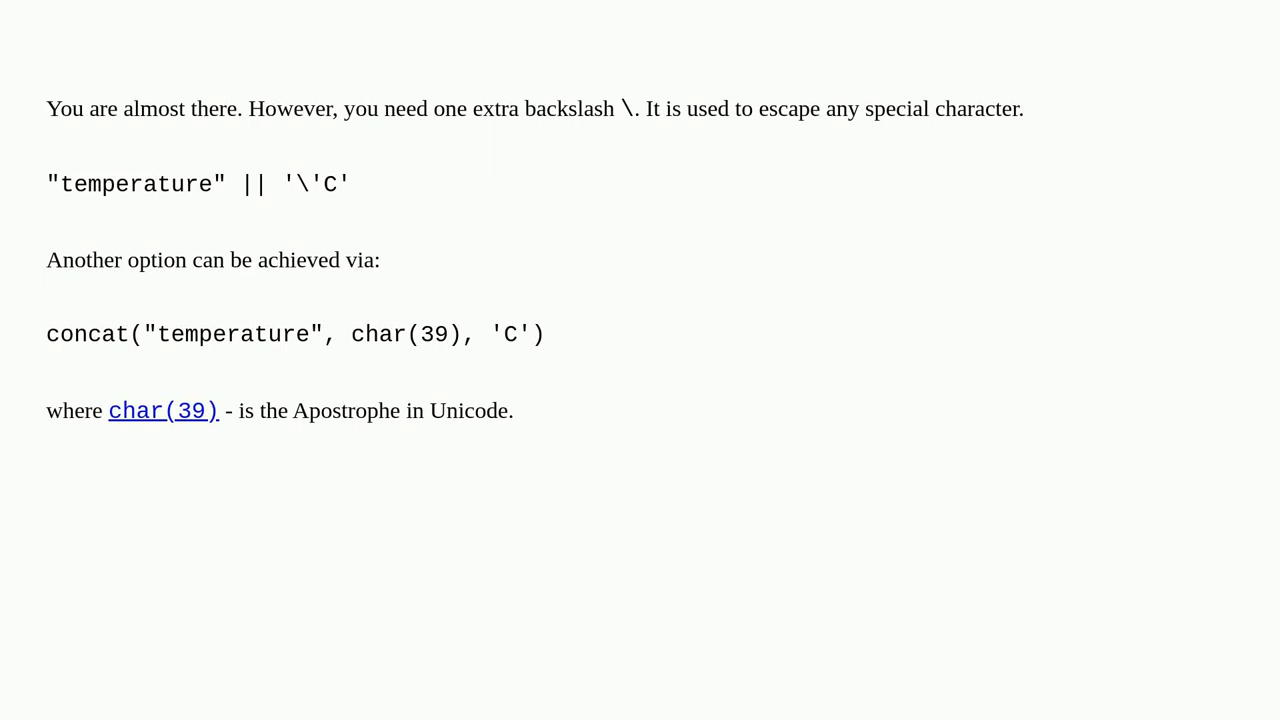 You are almost there. However, you need one extra backslash \. It is used to escape any special character.
"temperature" || '\'C'
Another option can be achieved via:
concat("temperature", char(39), 'C')
where char(39) - is the Apostrophe in Unicode.